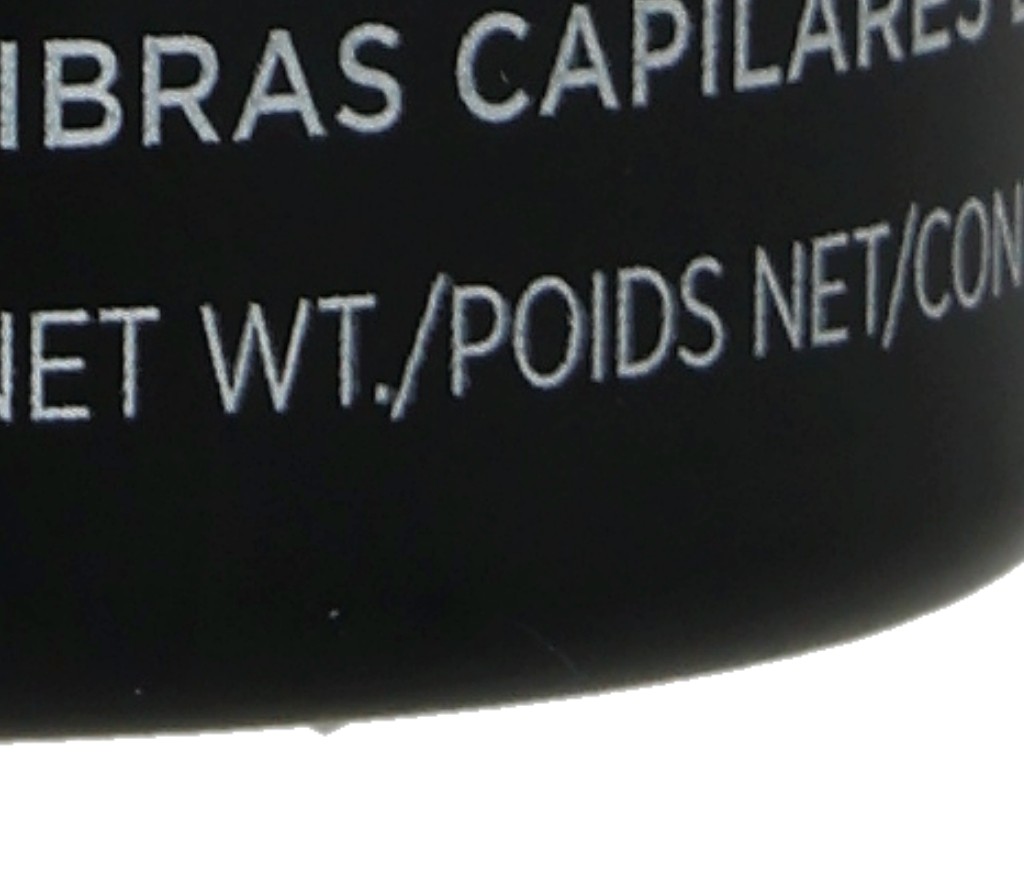 IBRAS CAPILARES
NET WT./POIDS NET/CON